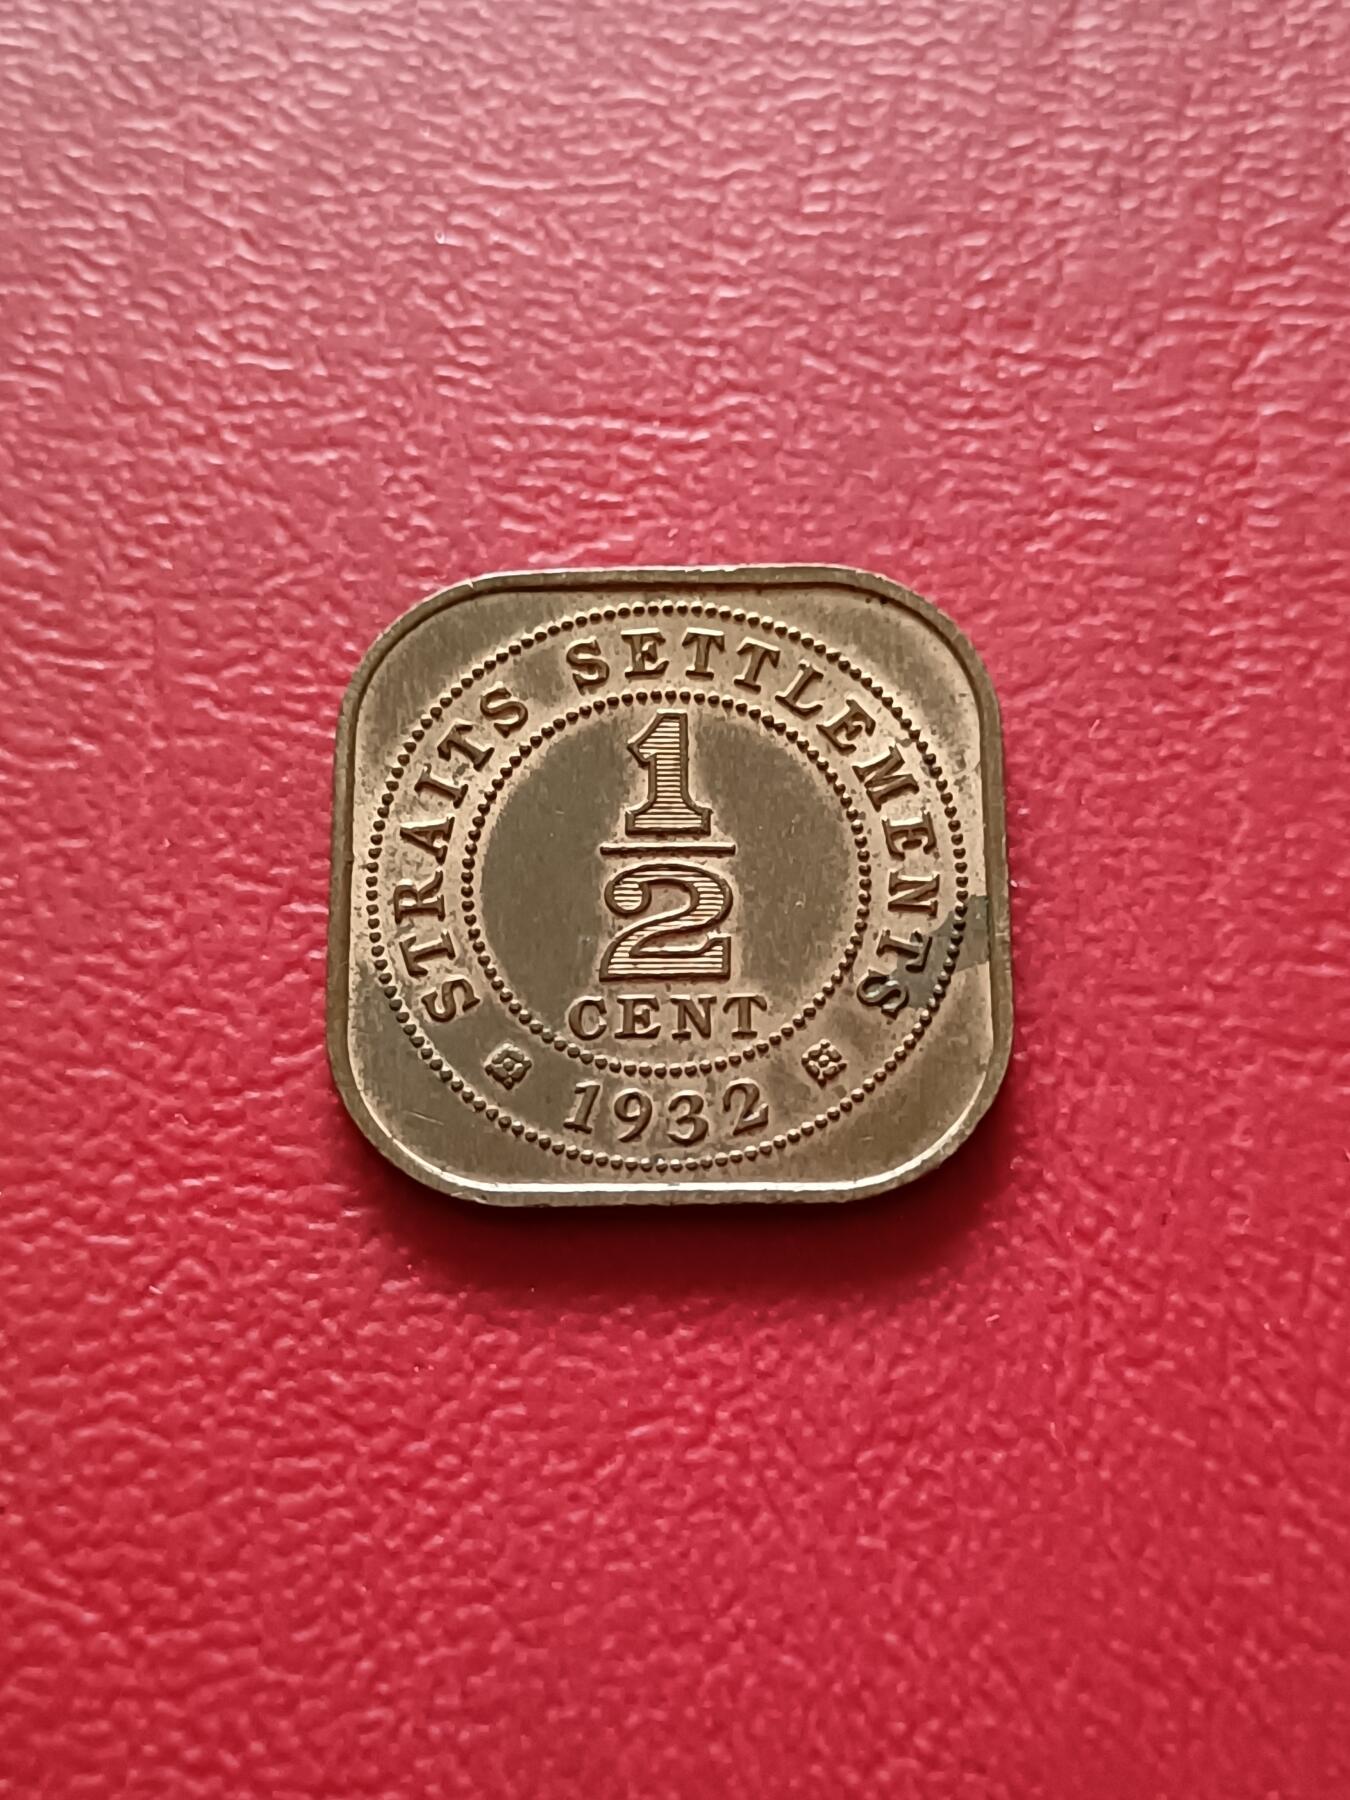 STRAITS SETTLEMENTS
1/2
CENT
1932